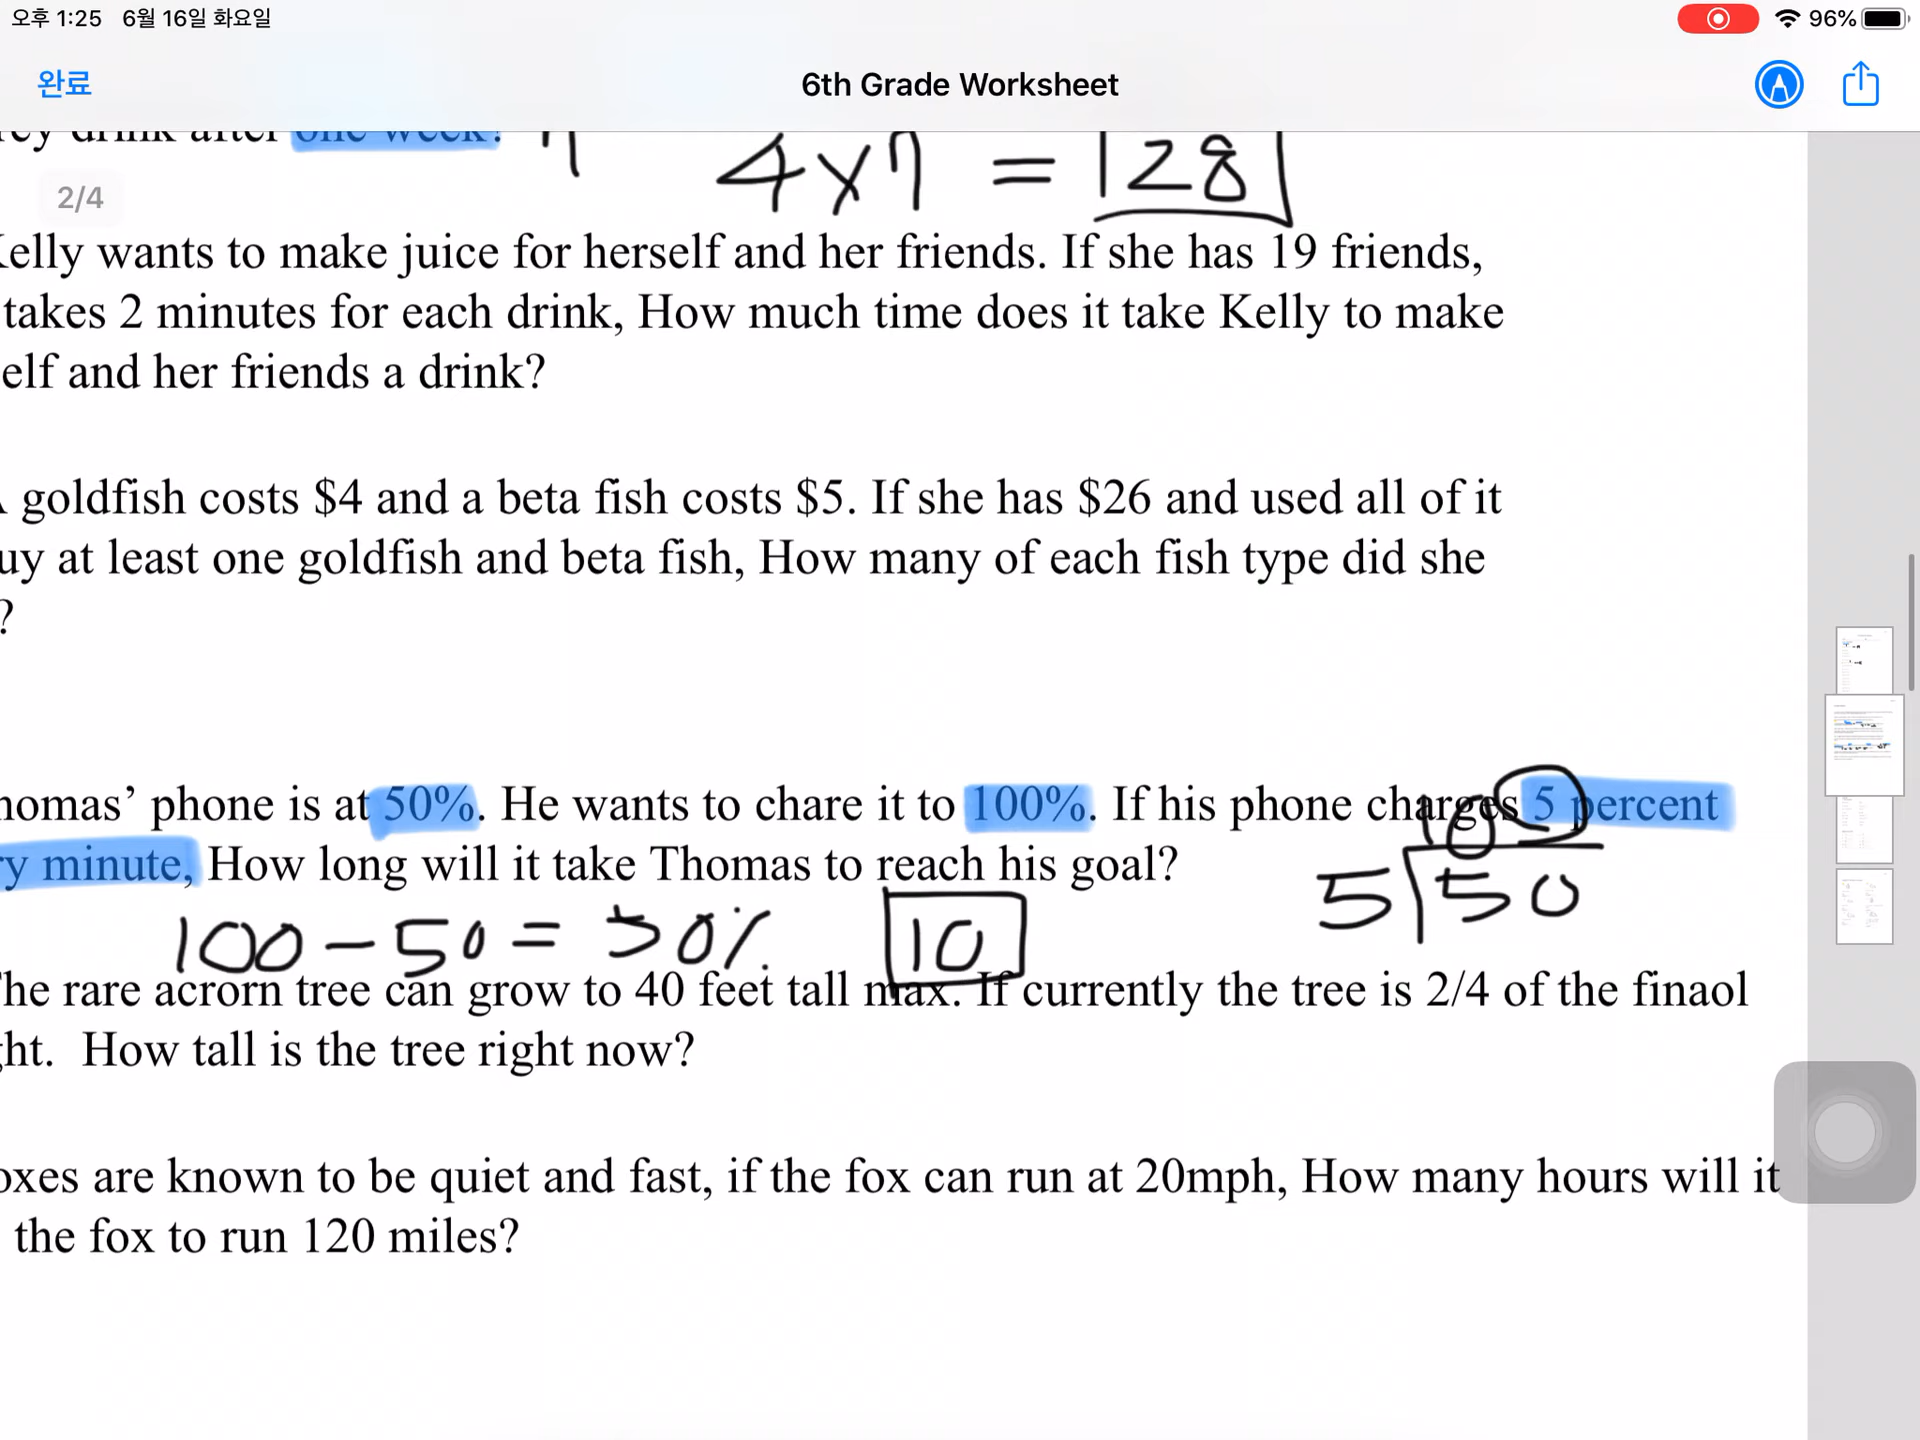 오후 1:25 6월 16일 화요일
96%
완료
6th Grade Worksheet
drink after one week?
4 x 7 = 28
2/4
elly wants to make juice for herself and her friends. If she has 19 friends,
takes 2 minutes for each drink, How much time does it take Kelly to make
elf and her friends a drink?
goldfish costs $4 and a beta fish costs $5. If she has $26 and used all of it
uy at least one goldfish and beta fish, How many of each fish type did she
?
homas’ phone is at 50%. He wants to chare it to 100%. If his phone charges 5 percent
ry minute, How long will it take Thomas to reach his goal?
10
5 50
100 - 50 = 50%
10
he rare acrorn tree can grow to 40 feet tall max. If currently the tree is 2/4 of the finaol
ght. How tall is the tree right now?
oxes are known to be quiet and fast, if the fox can run at 20mph, How many hours will it
the fox to run 120 miles?